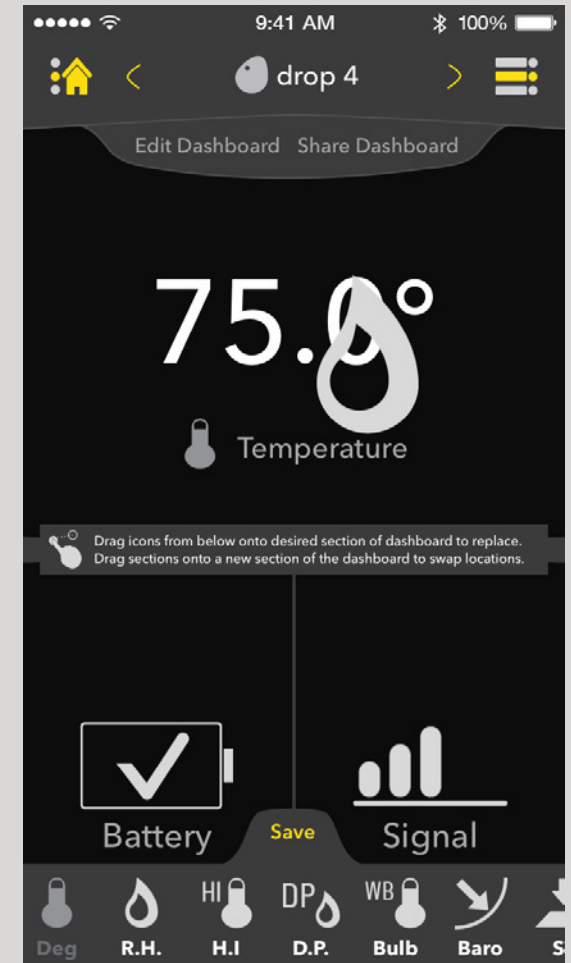 9:41 AM 100%
drop 4
Edit Dashboard Share Dashboard
75.0°
Temperature
Drag icons from below onto desired section of dashboard to replace.
Drag sections onto a new section of the dashboard to swap locations.
Battery Save Signal
HI DP WB
Deg R.H. H.I D.P. Bulb Baro